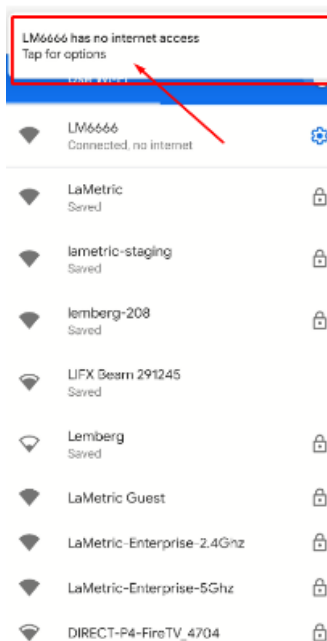 LM6666 has no internet access
Tap for options
LM6666
Connected, no internet
LaMetric
Saved
lametric-staging
Saved
lemberg-208
Saved
LIFX Beam 291245
Saved
Lemberg
Saved
LaMetric Guest
LaMetric-Enterprise-2.4Ghz
LaMetric-Enterprise-5Ghz
DIRECT-P4-FireTV_4704